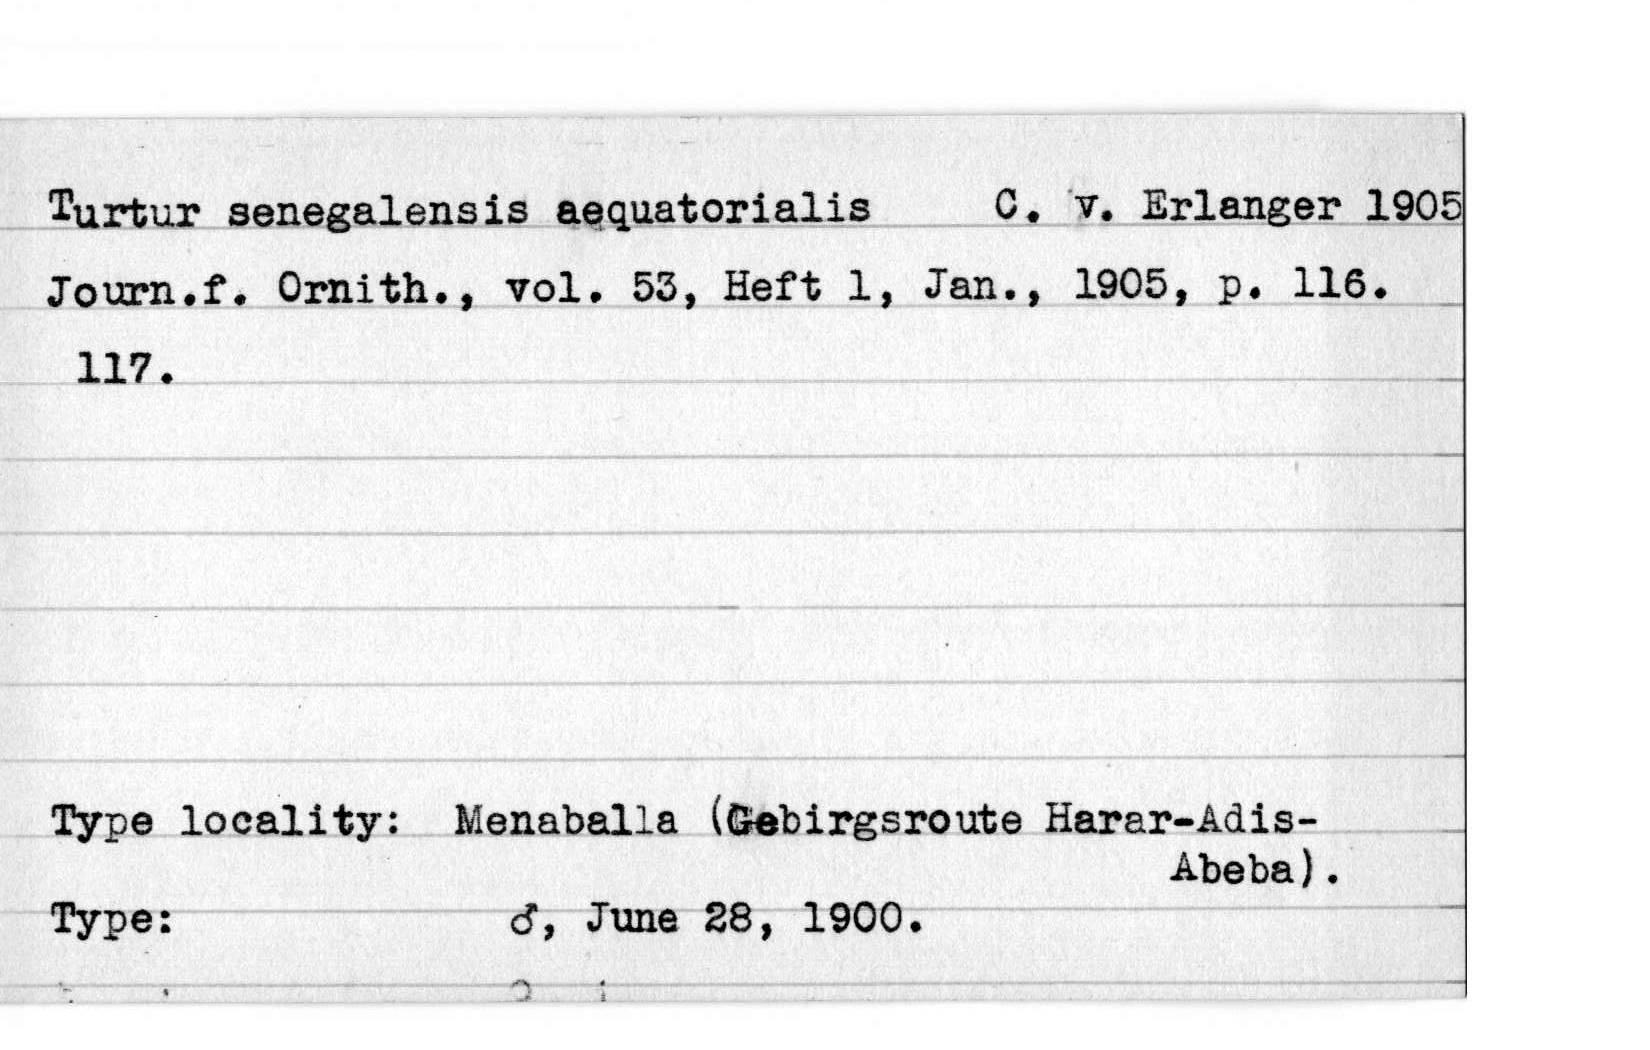 Turtur senegalensis aequatorialis C. v. Erlanger 1905
Journ.f. Ornith., vol. 53, Heft 1, Jan., 1905, p. 116.
117.
Type locality: Menaballa (Gebirgsroute Harar-Adis-
Abeba).
Type: ♂, June 28, 1900.